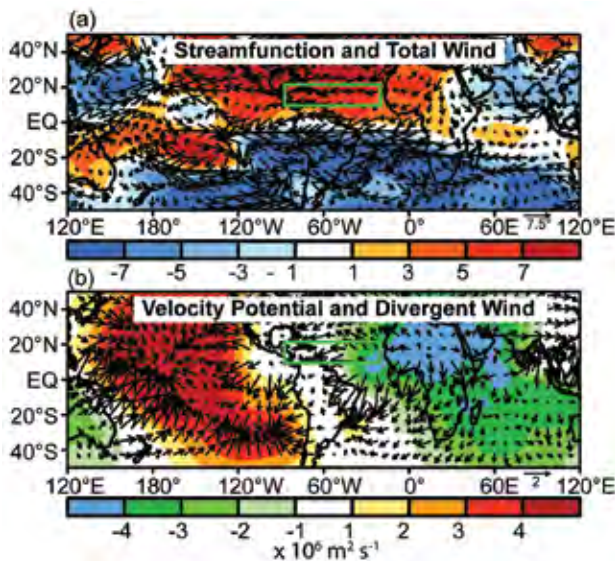 (a)
Streamfunction and Total Wind
40°N
20°N
EQ
20°S
40°S
120°E 180° 120°W 60°W 0° 60°E 120°E
7.5
-7 -5 -3 - 1 1 3 5 7
(b)
Velocity Potential and Divergent Wind
40°N
20°N
EQ
20°S
40°S
120°E 180° 120°W 60°W 0° 60°E 120°E
2
-4 -3 -2 -1 1 2 3 4
x 10⁶ m² s⁻¹